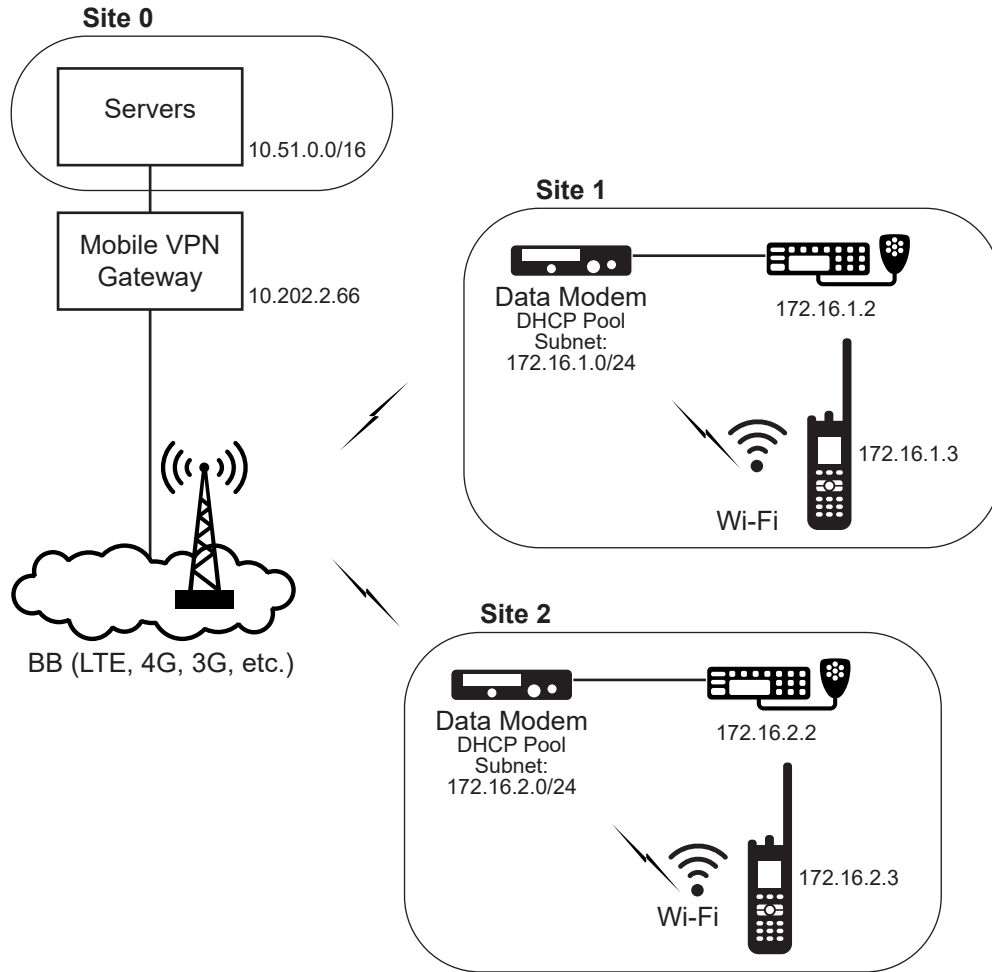 Site 0
Servers
10.51.0.0/16
Mobile VPN
Gateway
10.202.2.66
BB (LTE, 4G, 3G, etc.)
Site 1
Data Modem
DHCP Pool
Subnet:
172.16.1.0/24
172.16.1.2
172.16.1.3
Wi-Fi
Site 2
Data Modem
DHCP Pool
Subnet:
172.16.2.0/24
172.16.2.2
172.16.2.3
Wi-Fi